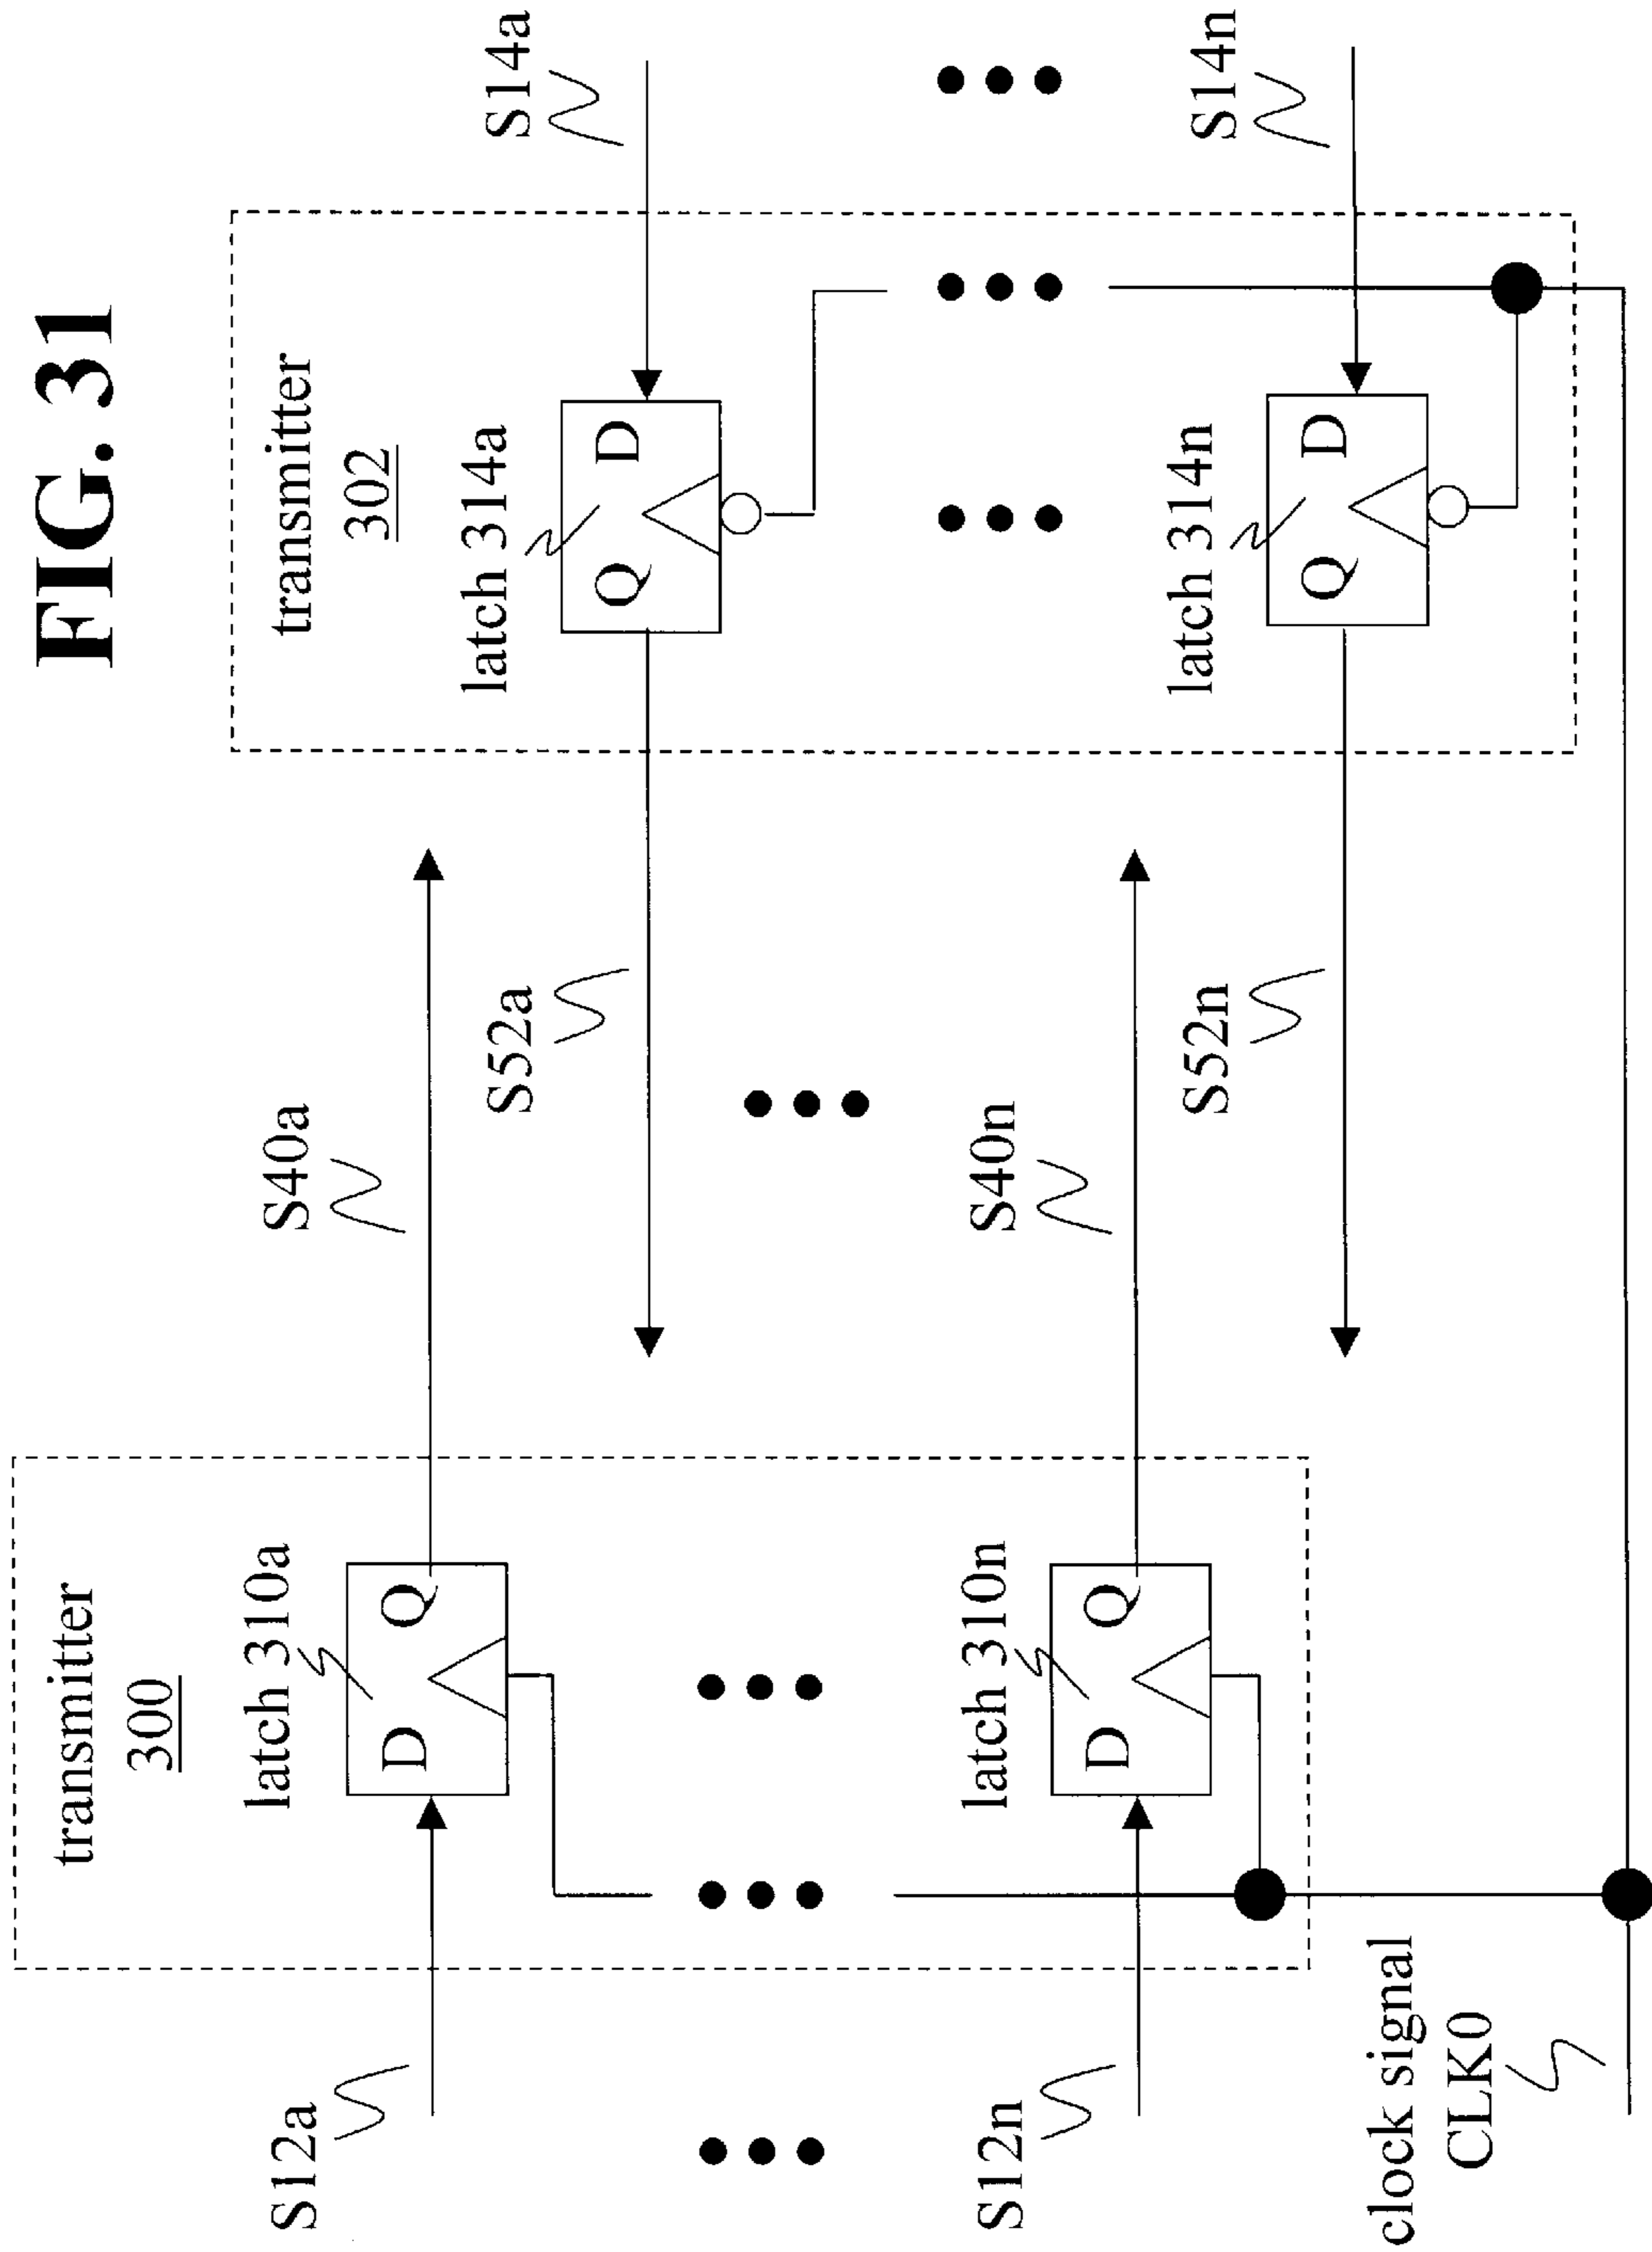 FIG. 31
transmitter
300
transmitter
302
S12a
latch 310a
D Q
S40a
S52a
latch 314a
Q D
S14a
S12n
latch 310n
D Q
S40n
S52n
latch 314n
Q D
S14n
clock signal
CLK0